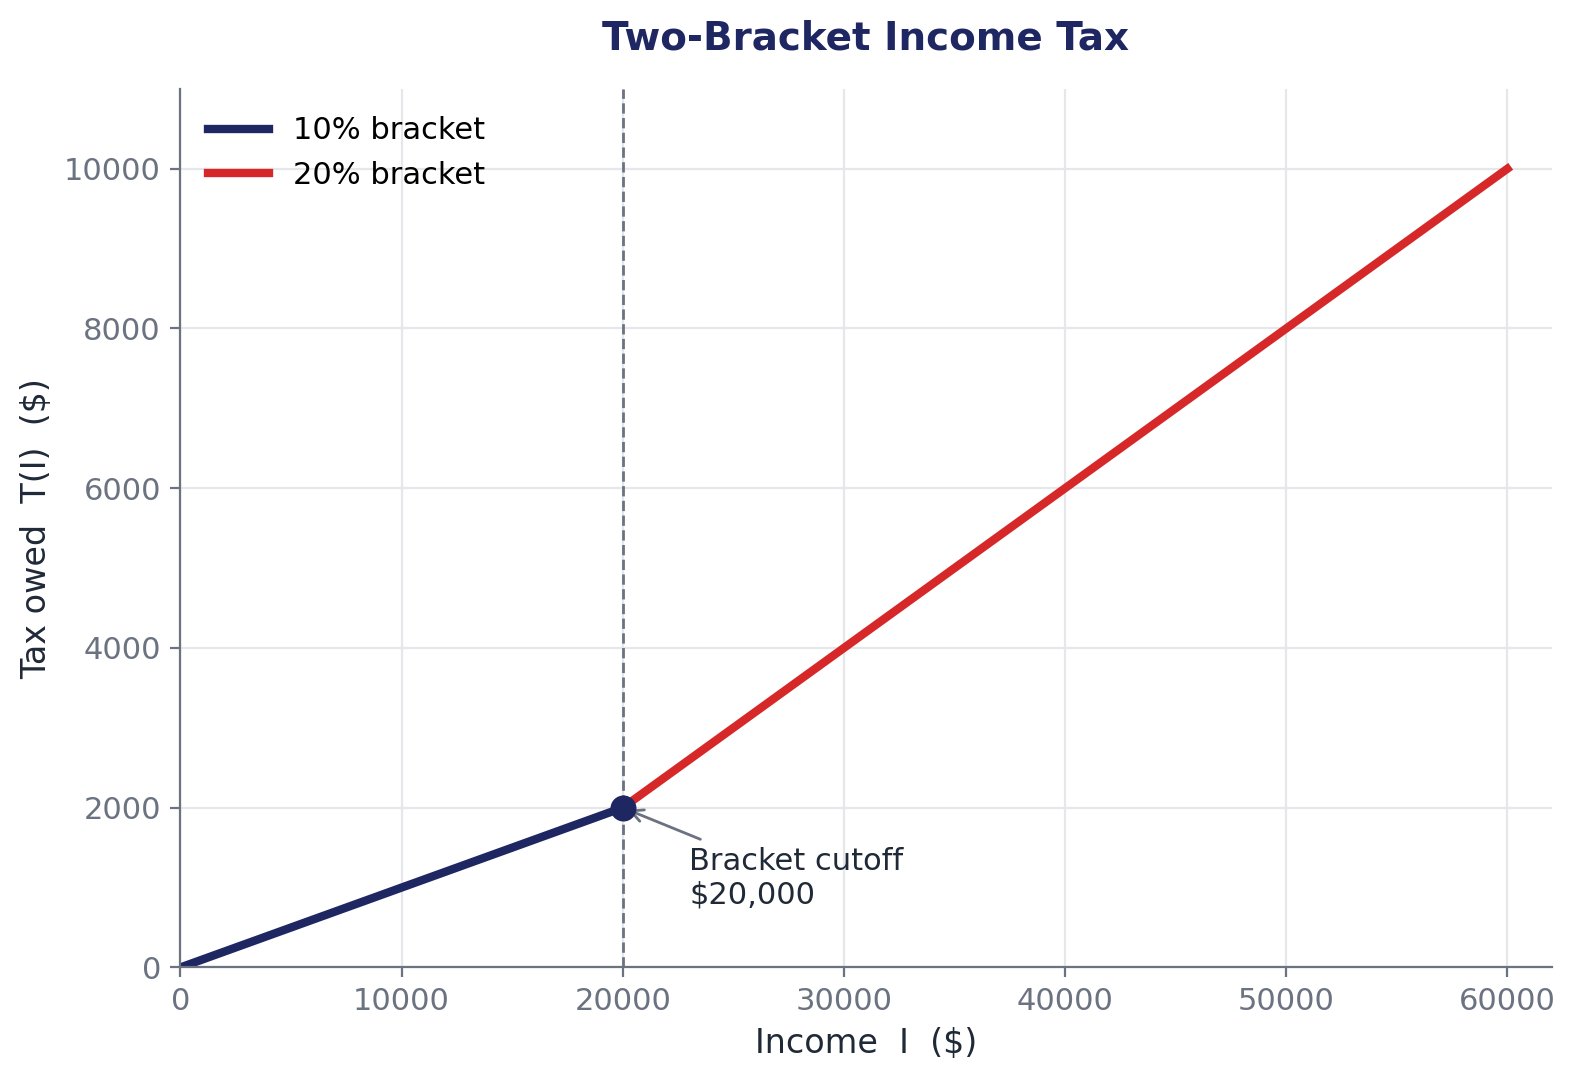 Two-Bracket Income Tax
10% bracket
20% bracket
Tax owed T(I) ($)
10000
8000
6000
4000
2000
0
Bracket cutoff
$20,000
0 10000 20000 30000 40000 50000 60000
Income I ($)